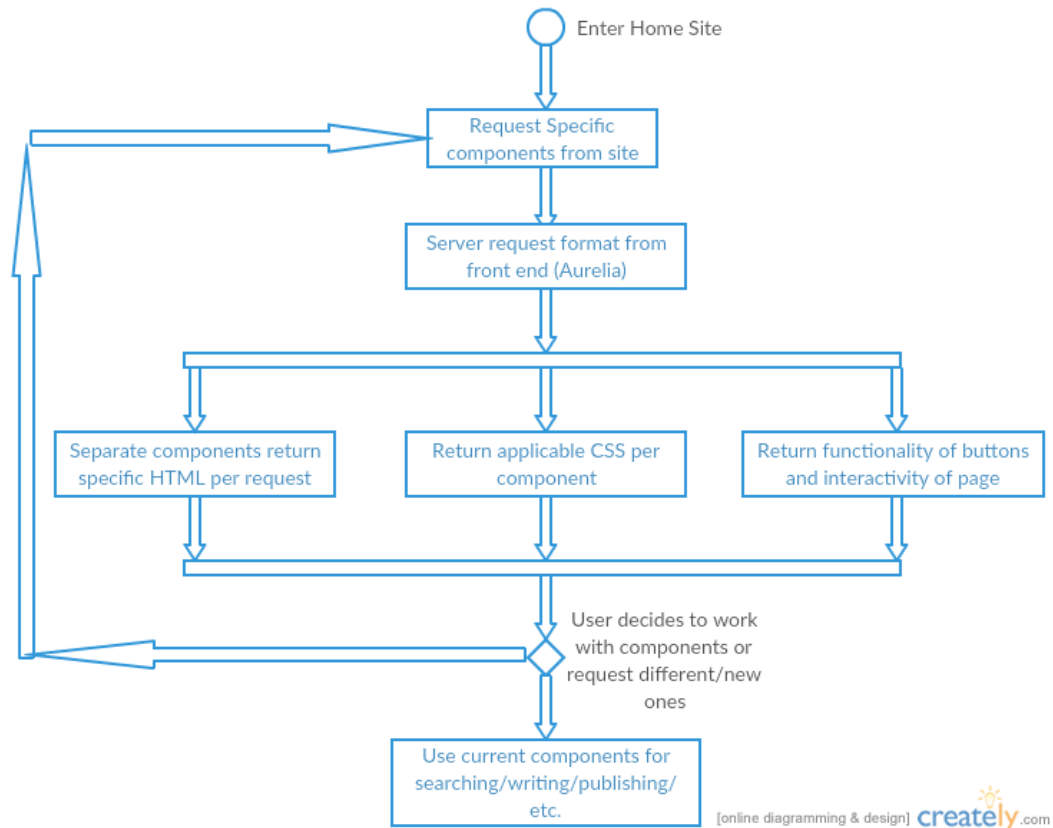 Enter Home Site
Request Specific
components from site
Server request format from
front end (Aurelia)
Separate components return
specific HTML per request
Return applicable CSS per
component
Return functionality of buttons
and interactivity of page
User decides to work
with components or
request different/new
ones
Use current components for
searching/writing/publishing/
etc.
[online diagramming & design] creately.com